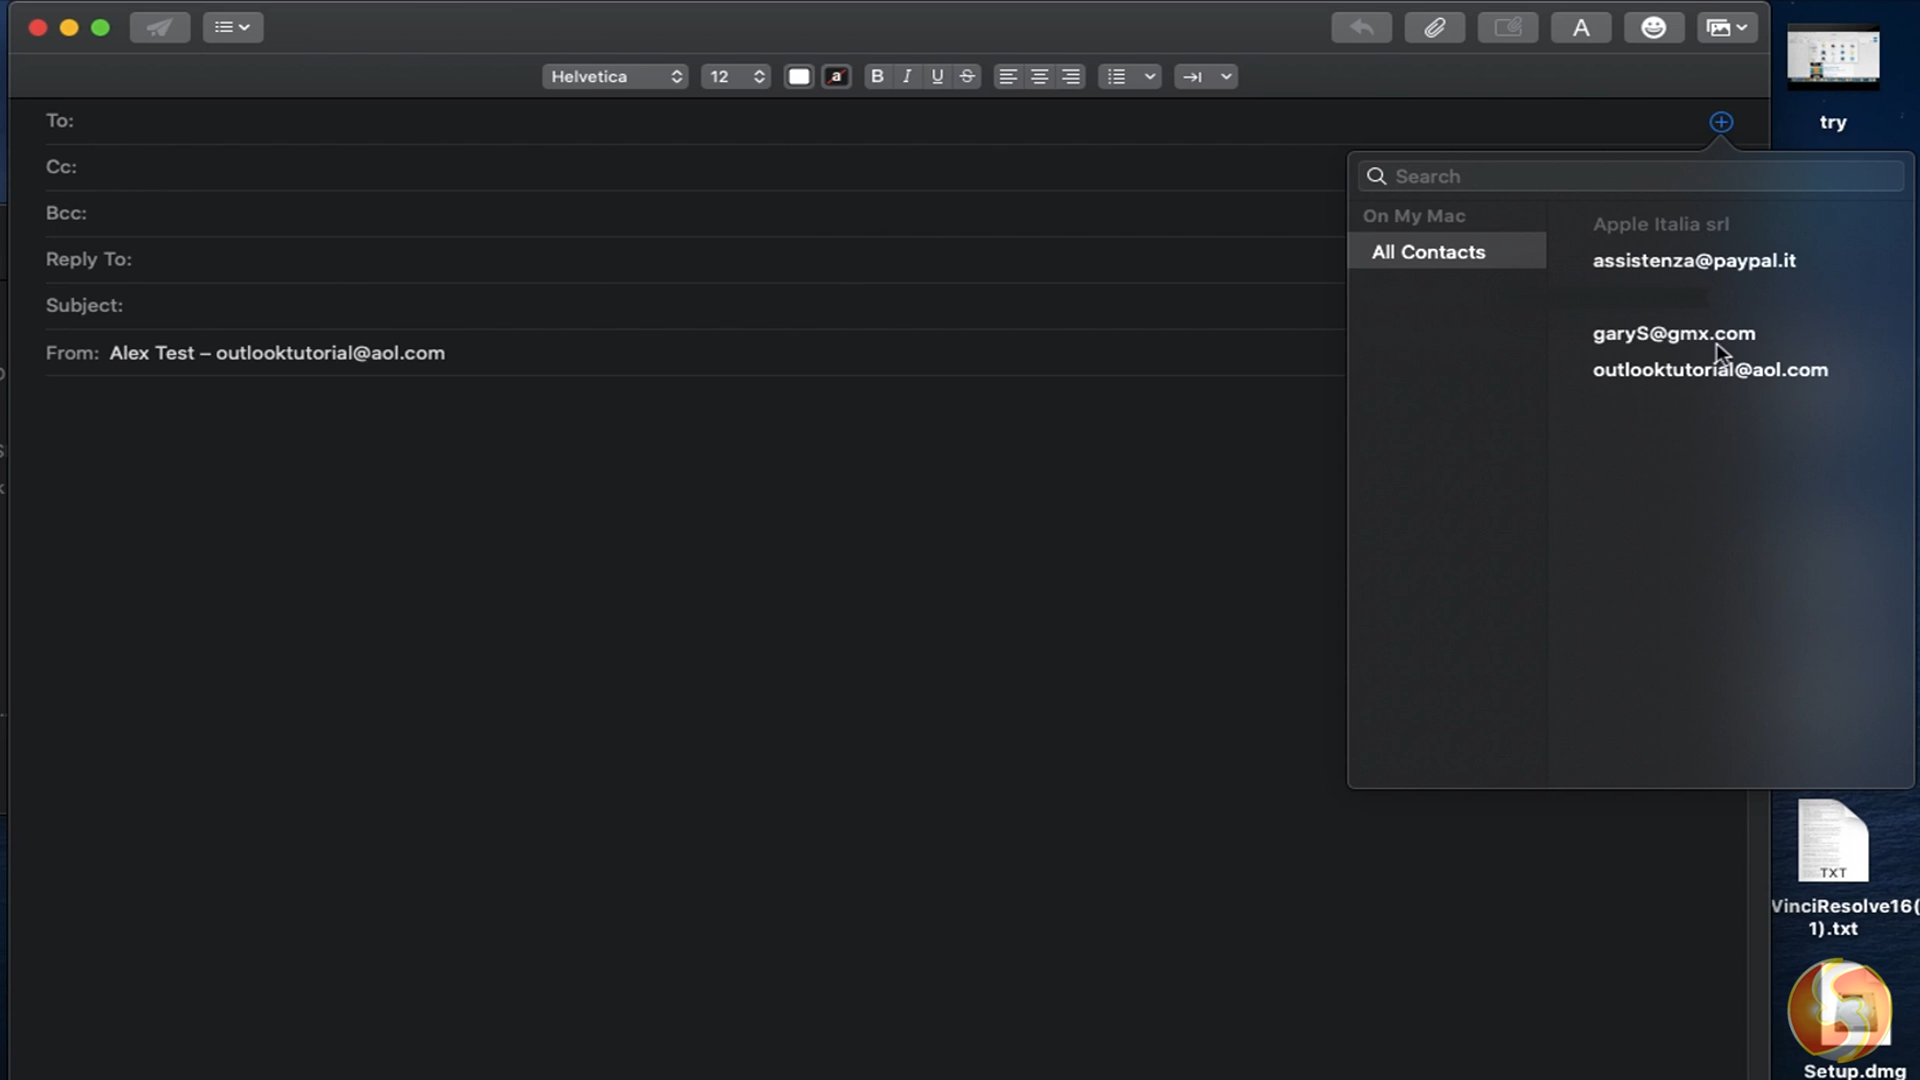 Helvetica
12
a
B I U S
A
To:
Cc:
Bcc:
Reply To:
Subject:
From: Alex Test – outlooktutorial@aol.com
Search
On My Mac
All Contacts
Apple Italia srl
assistenza@paypal.it
garyS@gmx.com
outlooktutorial@aol.com
try
TXT
VinciResolve16(
1).txt
Setup.dmg